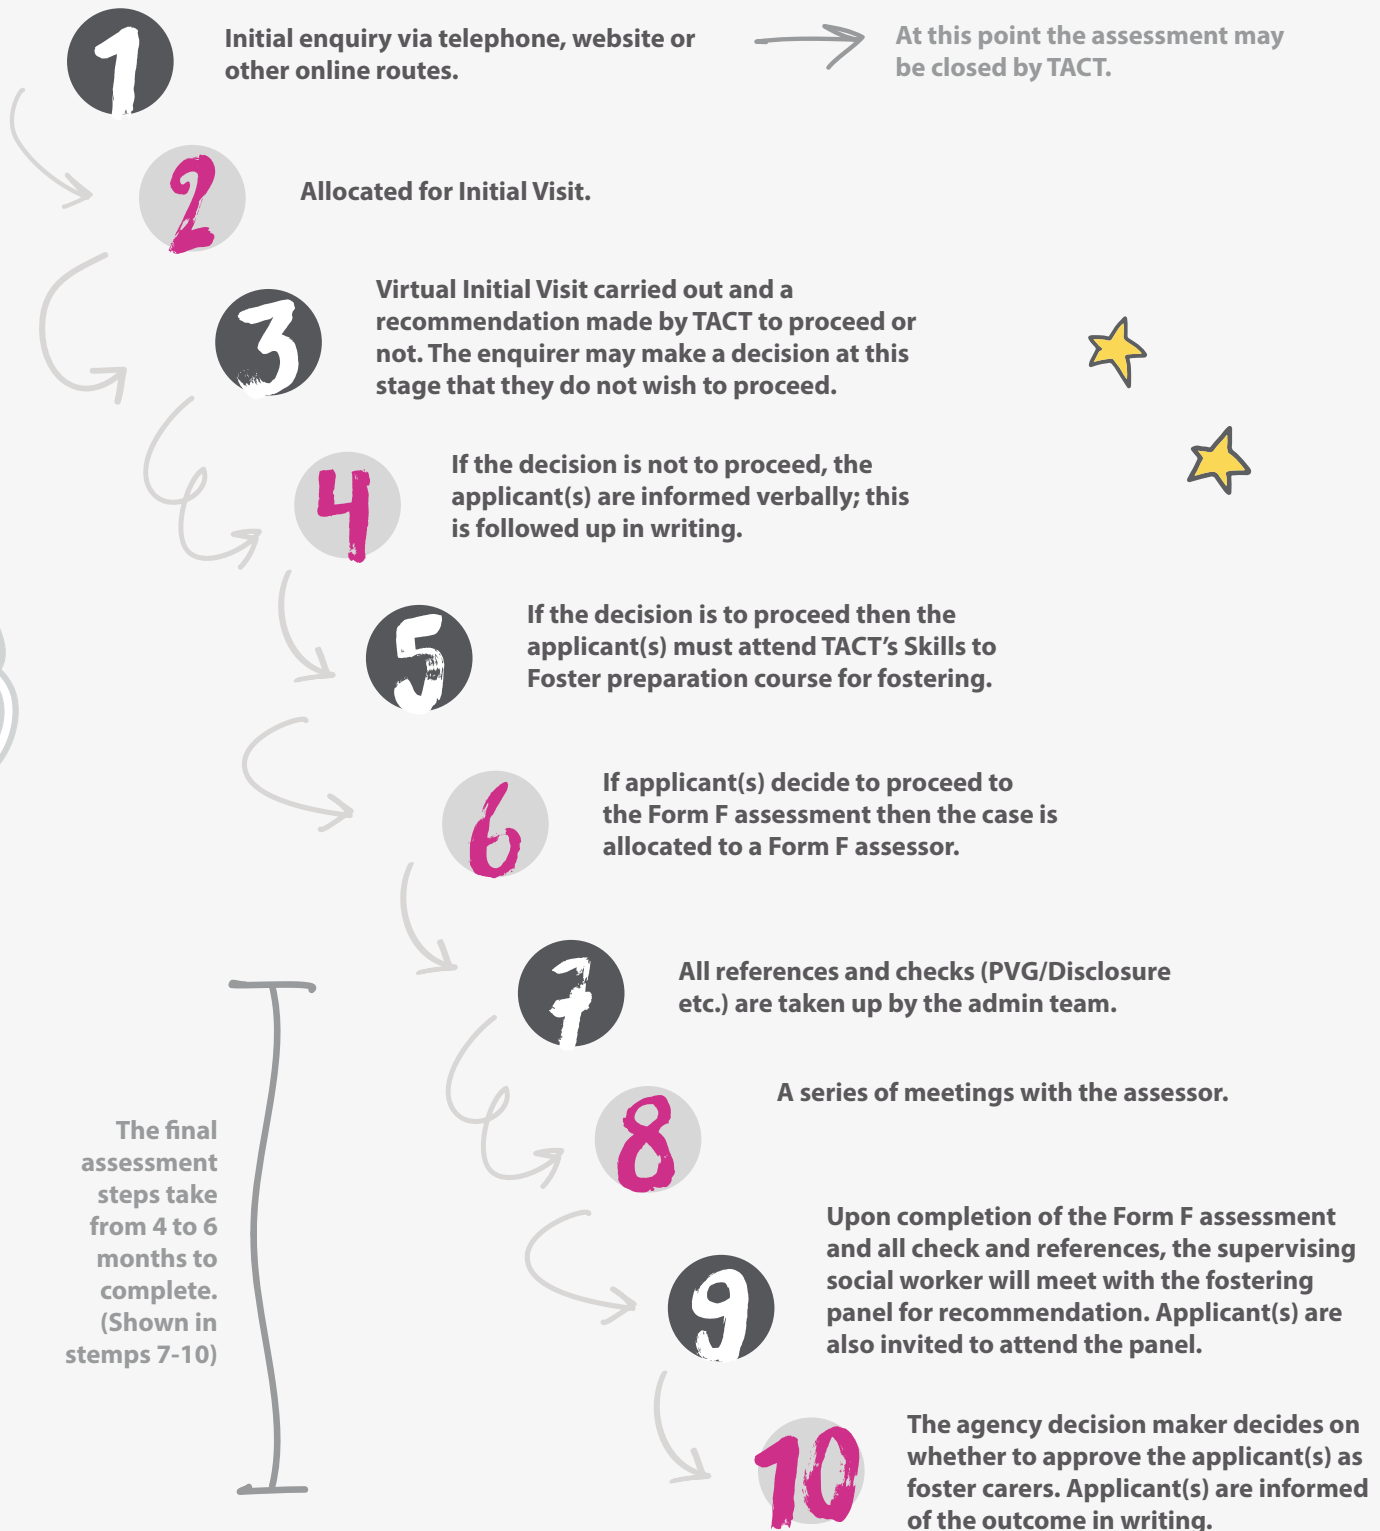 1
Initial enquiry via telephone, website or
other online routes.
At this point the assessment may
be closed by TACT.
2
Allocated for Initial Visit.
3
Virtual Initial Visit carried out and a
recommendation made by TACT to proceed or
not. The enquirer may make a decision at this
stage that they do not wish to proceed.
4
If the decision is not to proceed, the
applicant(s) are informed verbally; this
is followed up in writing.
5
If the decision is to proceed then the
applicant(s) must attend TACT’s Skills to
Foster preparation course for fostering.
6
If applicant(s) decide to proceed to
the Form F assessment then the case is
allocated to a Form F assessor.
7
All references and checks (PVG/Disclosure
etc.) are taken up by the admin team.
8
A series of meetings with the assessor.
The final
assessment
steps take
from 4 to 6
months to
complete.
(Shown in
stemps 7-10)
9
Upon completion of the Form F assessment
and all check and references, the supervising
social worker will meet with the fostering
panel for recommendation. Applicant(s) are
also invited to attend the panel.
10
The agency decision maker decides on
whether to approve the applicant(s) as
foster carers. Applicant(s) are informed
of the outcome in writing.